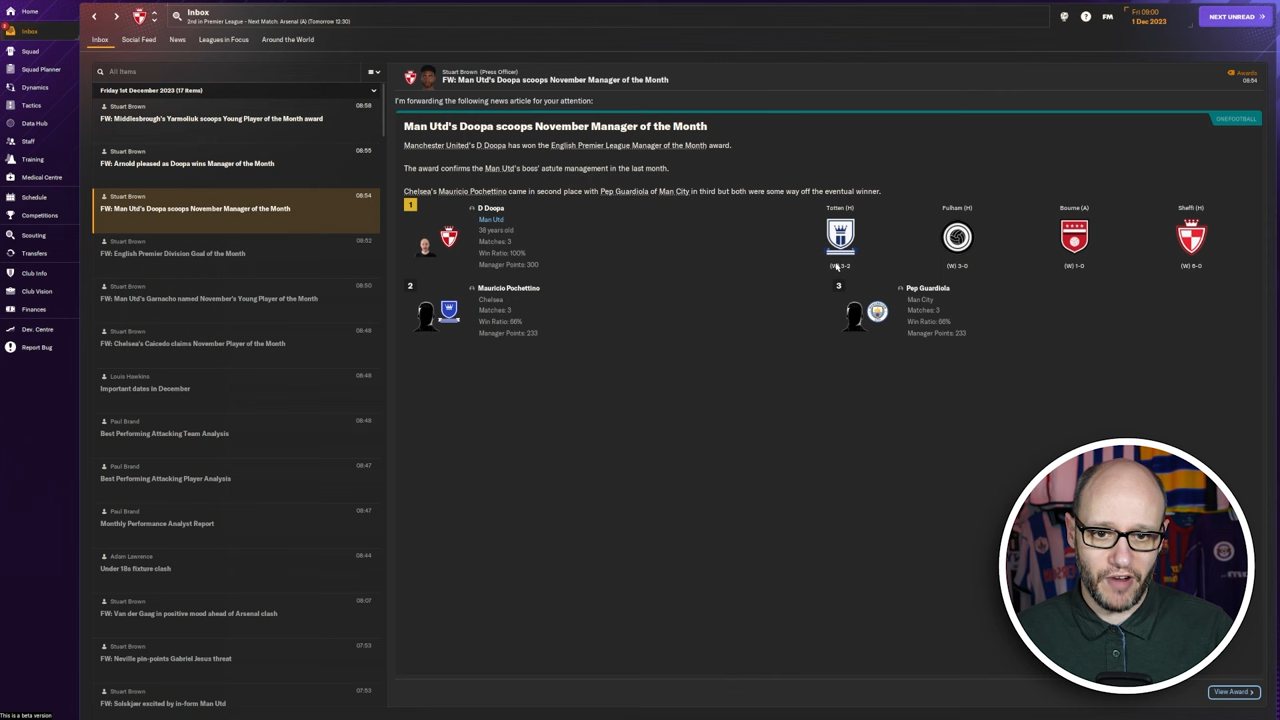 Home
Inbox
Squad
Squad Planner
Dynamics
Tactics
Data Hub
Staff
Training
Medical Centre
Schedule
Competitions
Scouting
Transfers
Club Info
Club Vision
Finances
Dev. Centre
Report Bug
This is a beta version
Inbox
2nd in Premier League - Next Match: Arsenal (A) (Tomorrow 12:30)
FM
Fri 09:00
1 Dec 2023
NEXT UNREAD
Inbox Social Feed News Leagues in Focus Around the World
All Items
Friday 1st December 2023 (17 items)
Stuart Brown 08:58
FW: Middlesbrough's Yarmoliuk scoops Young Player of the Month award
Stuart Brown 08:55
FW: Arnold pleased as Doopa wins Manager of the Month
Stuart Brown 08:54
FW: Man Utd's Doopa scoops November Manager of the Month
Stuart Brown 08:52
FW: English Premier Division Goal of the Month
Stuart Brown 08:50
FW: Man Utd's Garnacho named November's Young Player of the Month
Stuart Brown 08:48
FW: Chelsea's Caicedo claims November Player of the Month
Louis Hawkins 08:48
Important dates in December
Paul Brand 08:48
Best Performing Attacking Team Analysis
Paul Brand 08:47
Best Performing Attacking Player Analysis
Paul Brand 08:47
Monthly Performance Analyst Report
Adam Lawrence 08:44
Under 18s fixture clash
Stuart Brown 08:07
FW: Van der Gaag in positive mood ahead of Arsenal clash
Stuart Brown 07:53
FW: Neville pin-points Gabriel Jesus threat
Stuart Brown 07:53
FW: Solskjær excited by in-form Man Utd
Stuart Brown (Press Officer)
FW: Man Utd's Doopa scoops November Manager of the Month
Awards
08:54
I'm forwarding the following news article for your attention:
ONEFOOTBALL
Man Utd's Doopa scoops November Manager of the Month
Manchester United's D Doopa has won the English Premier League Manager of the Month award.
The award confirms the Man Utd's boss' astute management in the last month.
Chelsea's Mauricio Pochettino came in second place with Pep Guardiola of Man City in third but both were some way off the eventual winner.
1
D Doopa
Man Utd
38 years old
Matches: 3
Win Ratio: 100%
Manager Points: 300
Totten (H) Fulham (H) Bourne (A) Sheffi (H)
(W) 3-2 (W) 3-0 (W) 1-0 (W) 6-0
2
Mauricio Pochettino
Chelsea
Matches: 3
Win Ratio: 66%
Manager Points: 233
3
Pep Guardiola
Man City
Matches: 3
Win Ratio: 66%
Manager Points: 233
View Award